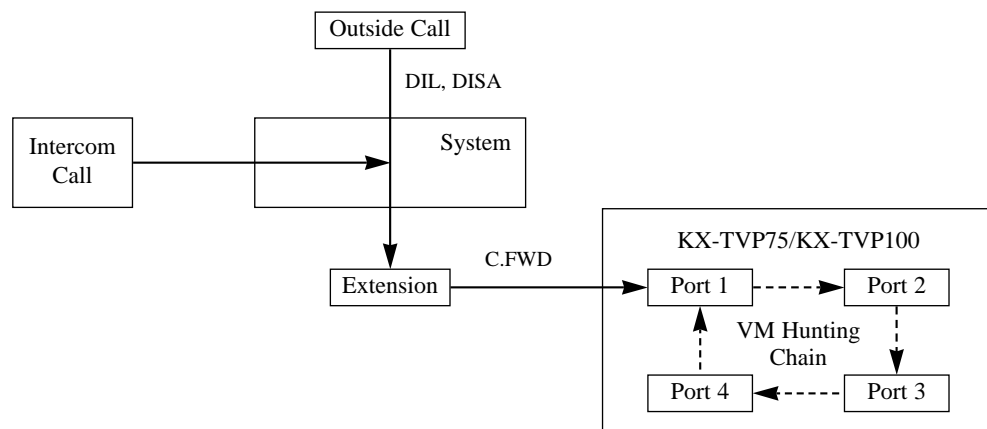 Outside Call
DIL, DISA
System
Intercom
Call
KX-TVP75/KX-TVP100
C.FWD
Extension
Port 1
Port 2
VM Hunting
Chain
Port 4
Port 3